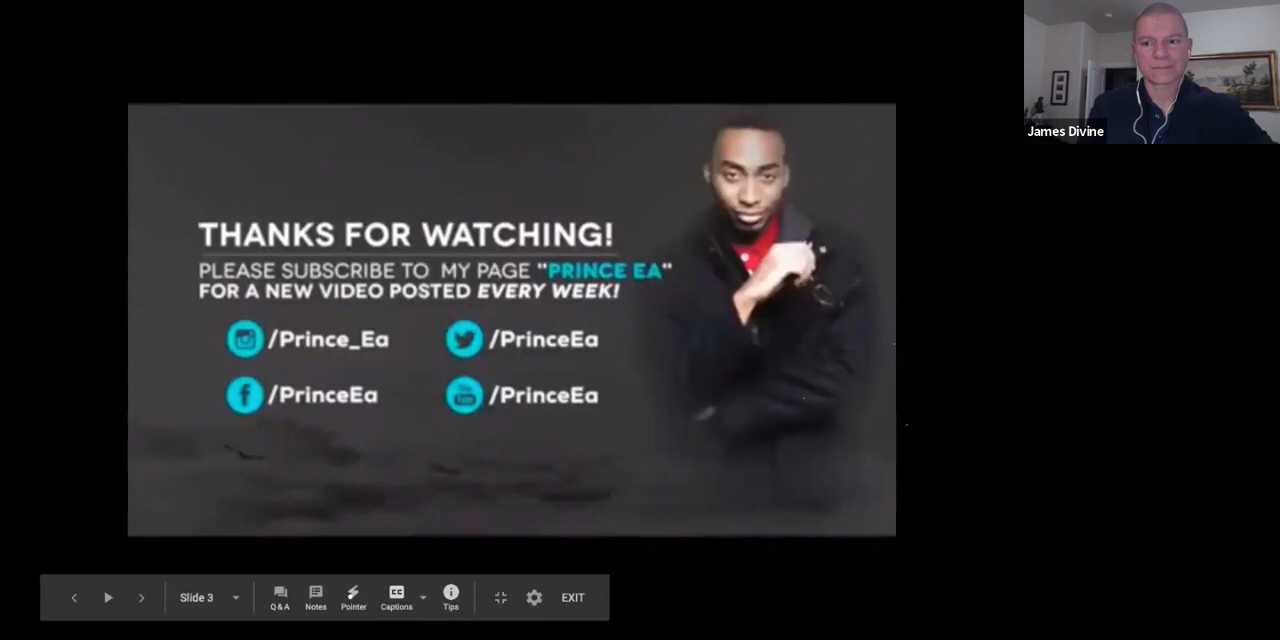 James Divine
THANKS FOR WATCHING!
PLEASE SUBSCRIBE TO MY PAGE "PRINCE EA"
FOR A NEW VIDEO POSTED EVERY WEEK!
/Prince_Ea
/PrinceEa
/PrinceEa
/PrinceEa
Slide 3
Q & A
Notes
Pointer
CC
Captions
Tips
EXIT